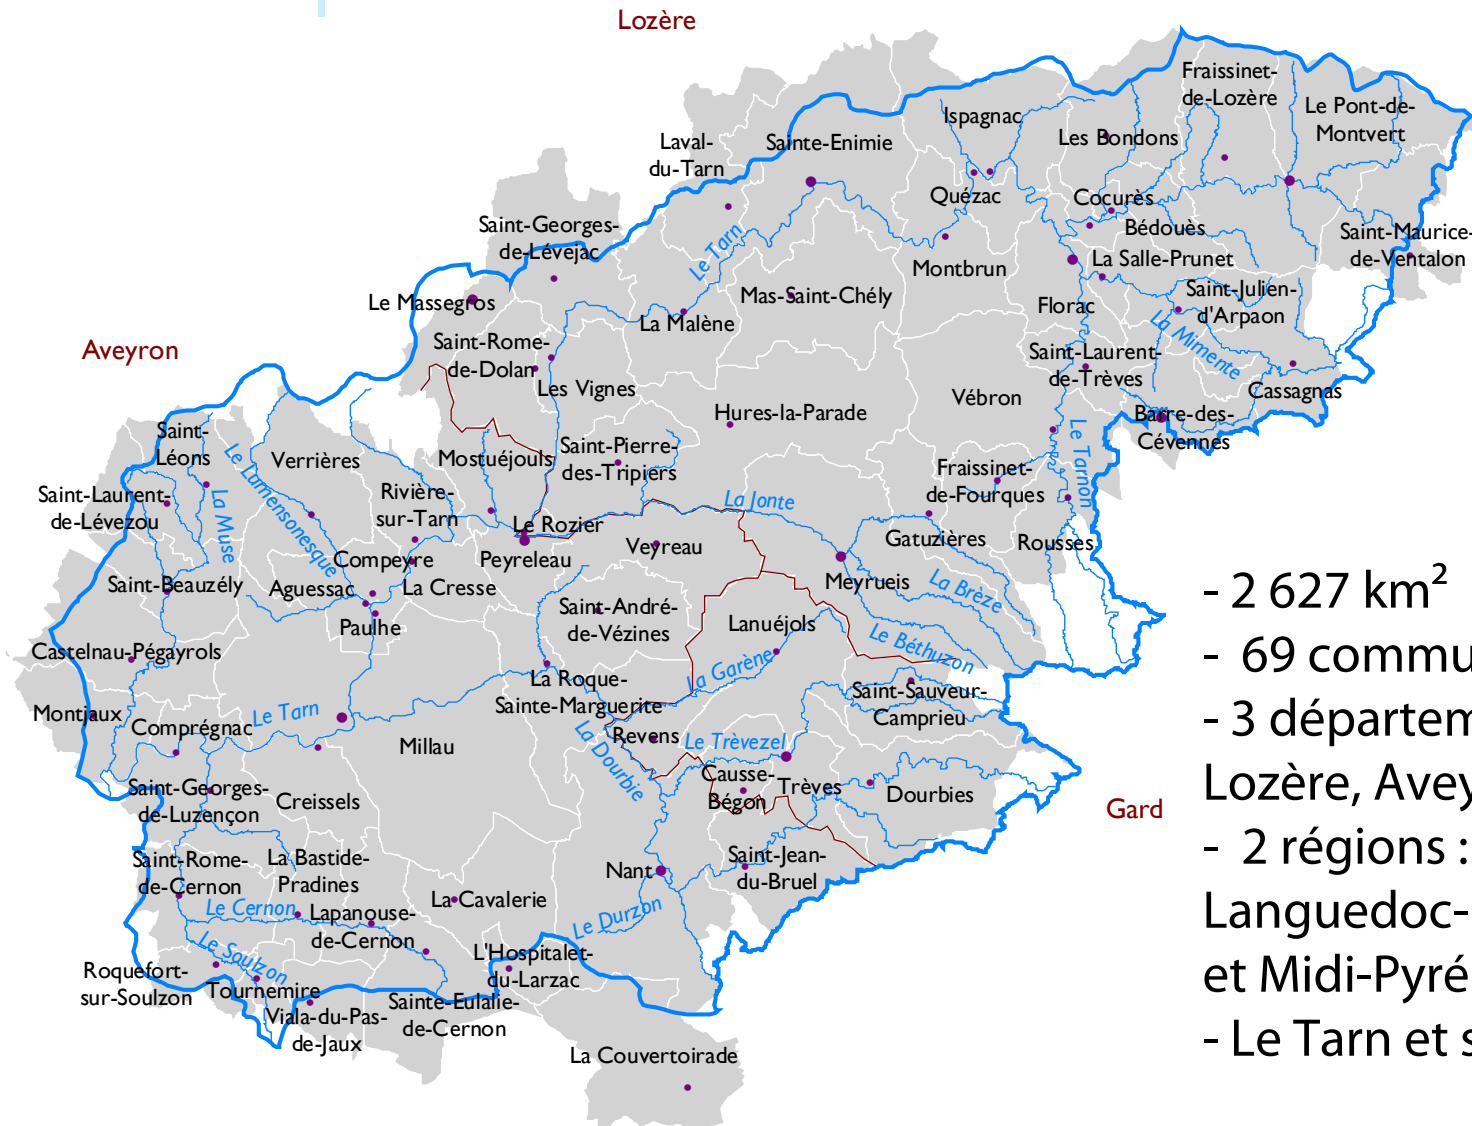 Lozère
Fraissinet-
de-Lozère
Le Pont-de-
Montvert
Ispagnac
Les Bondons
Laval-
du-Tarn
Sainte-Enimie
Quézac
Cocurès
Bédouès
Saint-Maurice-
de-Ventalon
Saint-Georges-
de-Lévejac
Le Tarn
Montbrun
La Salle-Prunet
Le Massegros
Mas-Saint-Chély
Saint-Julien-
d'Arpaon
La Malène
Florac
La Mimente
Aveyron
Saint-Rome-
de-Dolan
Les Vignes
Saint-Laurent-
de-Trèves
Cassagnas
Vébron
Hures-la-Parade
Barre-des-
Cévennes
Saint-
Léons
Le Lumensonesque
Verrières
Mostuéjouls
Saint-Pierre-
des-Tripiers
Le Tarnon
Fraissinet-
de-Fourques
Saint-Laurent-
de-Lévezou
La Muse
Rivière-
sur-Tarn
La Jonte
Le Rozier
Peyreleau
Veyreau
Gatuzières
Rousses
Compeyre
La Cresse
Meyrueis
La Brèze
Saint-Beauzély
Aguessac
Paulhe
Saint-André-
de-Vézines
Lanuéjols
Le Béthuzon
Castelnau-Pégayrols
La Garène
La Roque-
Sainte-Marguerite
Saint-Sauveur-
Camprieu
Montjaux
Comprégnac
Le Tarn
Millau
La Dourbie
Revens
Le Trèvezel
Causse-
Bégon
Trèves
Dourbies
Saint-Georges-
de-Luzençon
Creissels
Gard
Saint-Rome-
de-Cernon
La Bastide-
Pradines
Nant
Saint-Jean-
du-Bruel
La Cavalerie
Le Cernon
Lapanouse-
de-Cernon
Le Durzon
Le Soulzon
L'Hospitalet-
du-Larzac
Roquefort-
sur-Soulzon
Tournemire
Viala-du-Pas-
de-Jaux
Sainte-Eulalie-
de-Cernon
La Couvertoirade
- 2 627 km²
- 69 commu
- 3 départem
Lozère, Avey
- 2 régions :
Languedoc-
et Midi-Pyré
- Le Tarn et s